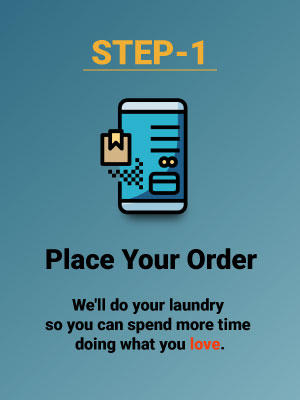 STEP-1
Place Your Order
We'll do your laundry
so you can spend more time
doing what you love.